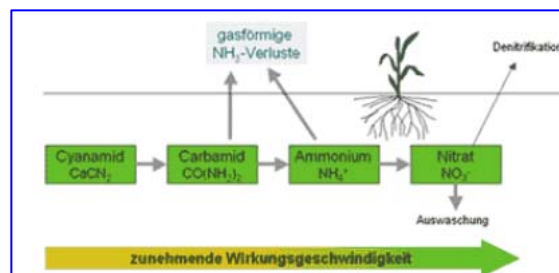 gasförmige
NH₃-Verluste
Denitrifikation
Cyanamid
CaCN₂
Carbamid
CO(NH₂)₂
Ammonium
NH₄⁺
Nitrat
NO₃⁻
Auswaschung
zunehmende Wirkungsgeschwindigkeit